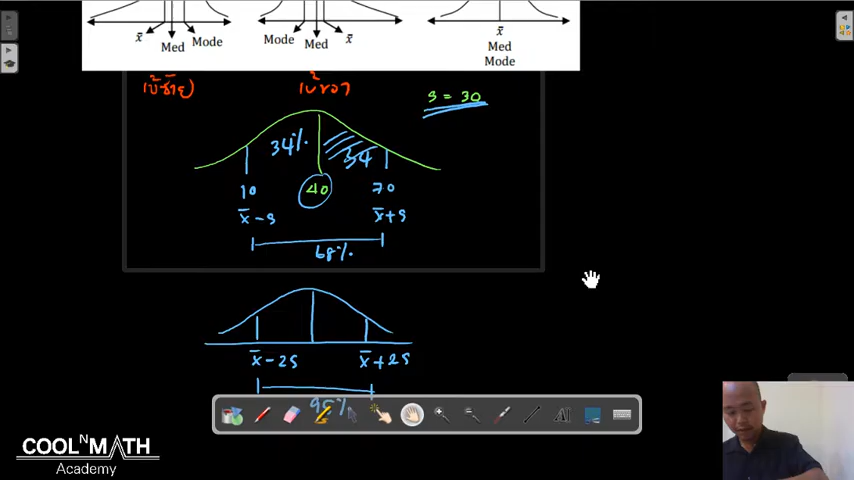 x̄ Med Mode
Mode Med x̄
x̄
Med
Mode
เบ้ซ้าย)
เบ้ขวา
s = 30
34%
34
10 40 70
x̄-s x̄+s
68%
x̄-2s x̄+2s
95%
COOL N MATH
Academy